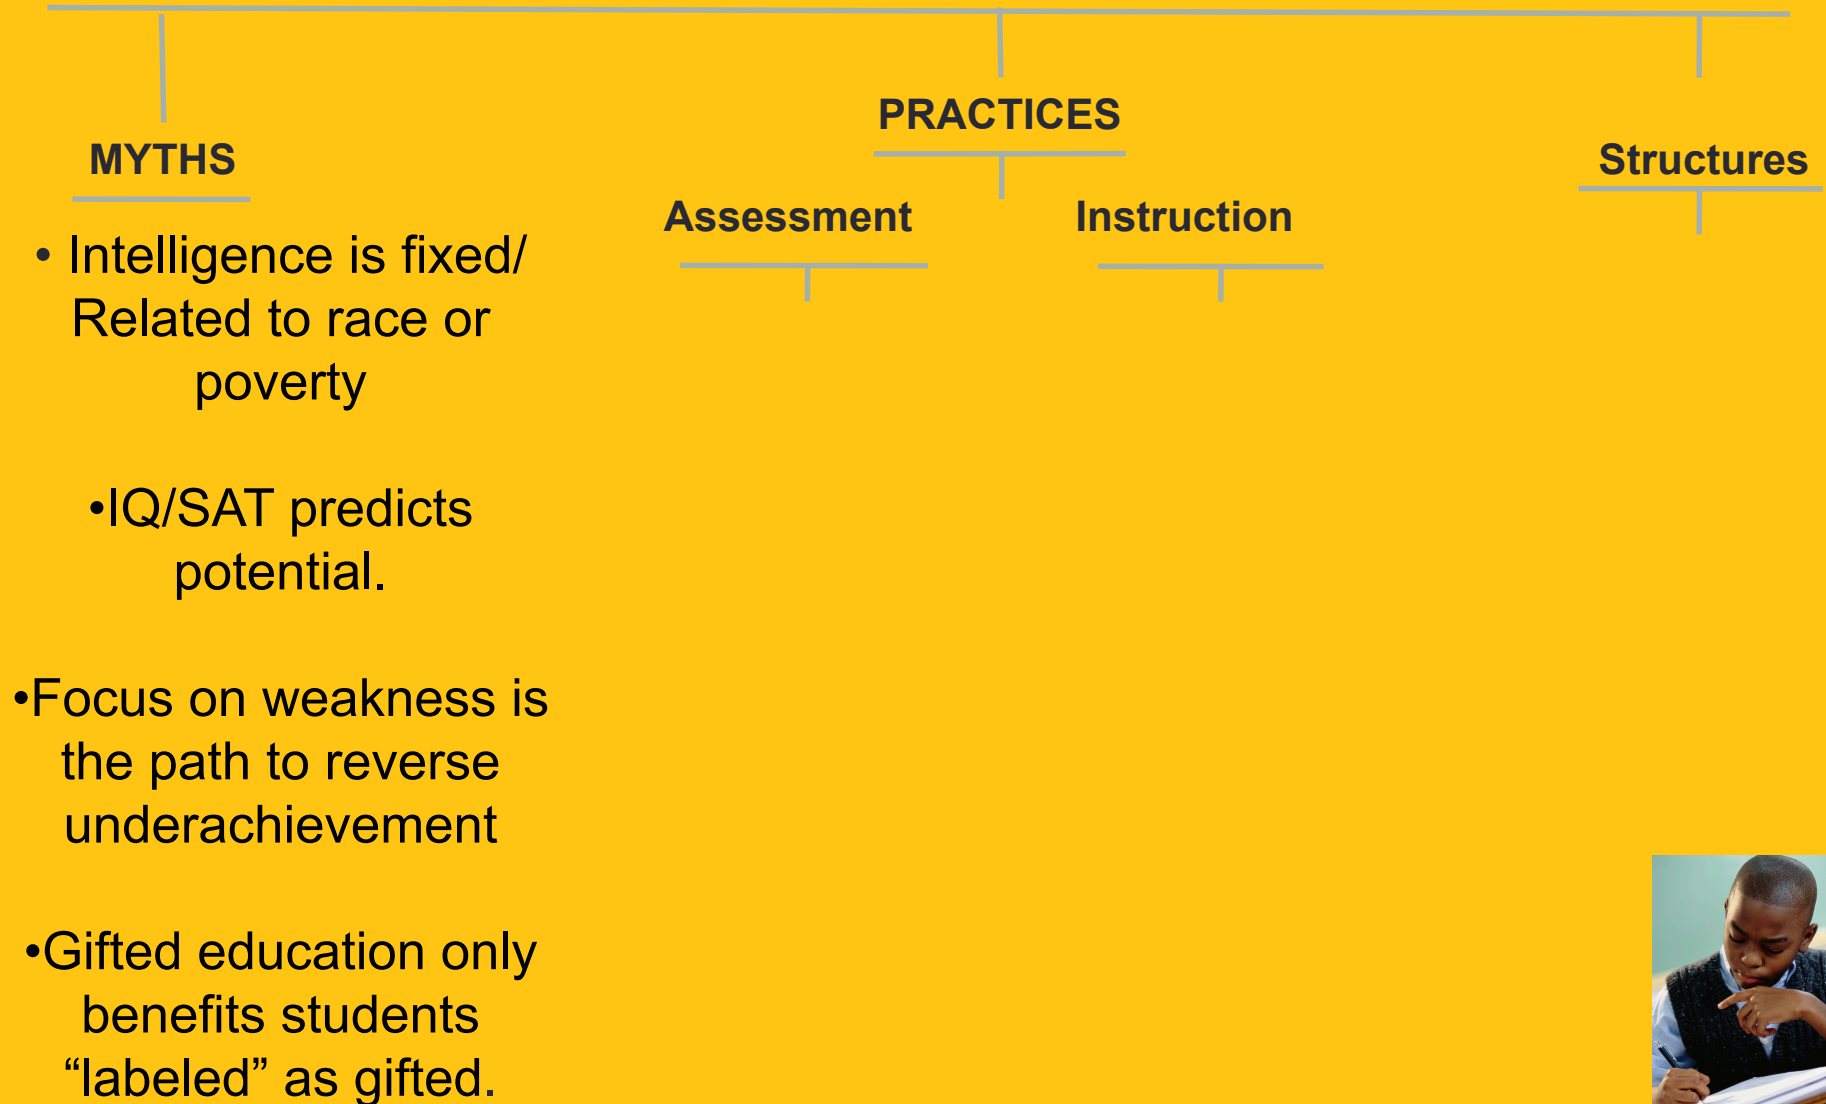 MYTHS
• Intelligence is fixed/
Related to race or
poverty
•IQ/SAT predicts
potential.
•Focus on weakness is
the path to reverse
underachievement
•Gifted education only
benefits students
“labeled” as gifted.
PRACTICES
Assessment
Instruction
Structures